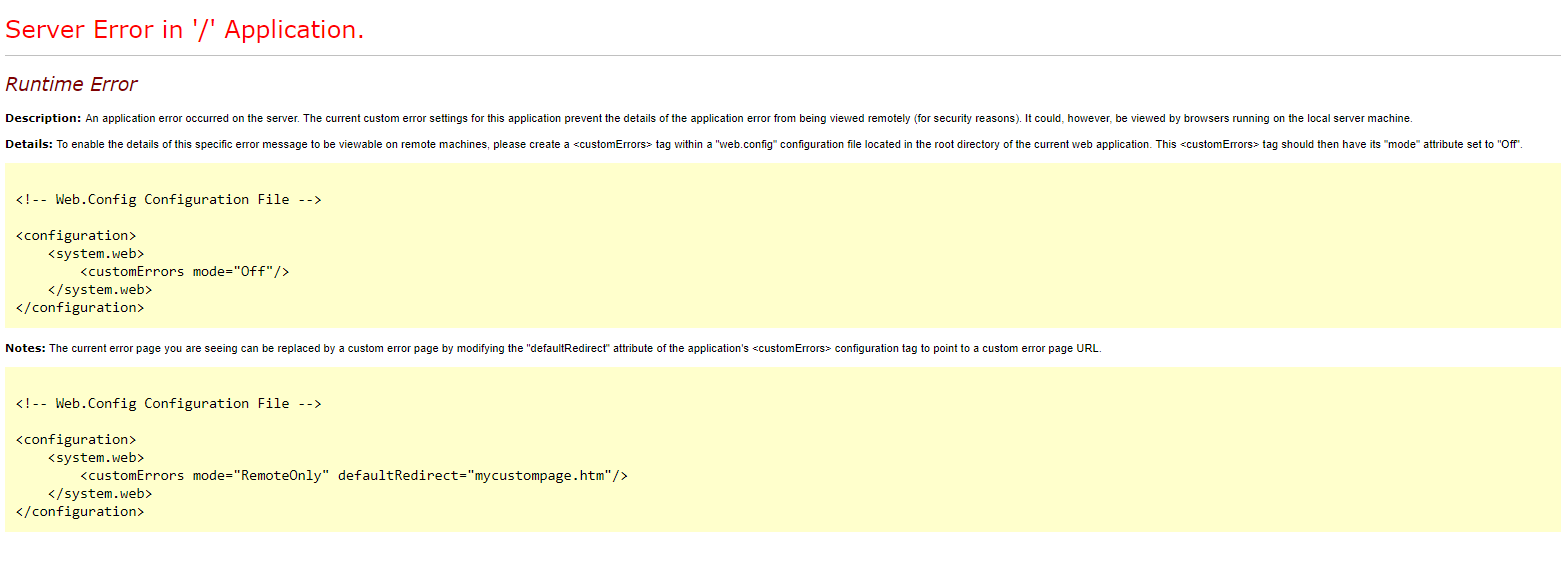 Server Error in '/' Application.
Runtime Error
Description: An application error occurred on the server. The current custom error settings for this application prevent the details of the application error from being viewed remotely (for security reasons). It could, however, be viewed by browsers running on the local server machine.
Details: To enable the details of this specific error message to be viewable on remote machines, please create a <customErrors> tag within a "web.config" configuration file located in the root directory of the current web application. This <customErrors> tag should then have its "mode" attribute set to "Off".
<!-- Web.Config Configuration File -->
<configuration>
    <system.web>
        <customErrors mode="Off"/>
    </system.web>
</configuration>
Notes: The current error page you are seeing can be replaced by a custom error page by modifying the "defaultRedirect" attribute of the application's <customErrors> configuration tag to point to a custom error page URL.
<!-- Web.Config Configuration File -->
<configuration>
    <system.web>
        <customErrors mode="RemoteOnly" defaultRedirect="mycustompage.htm"/>
    </system.web>
</configuration>